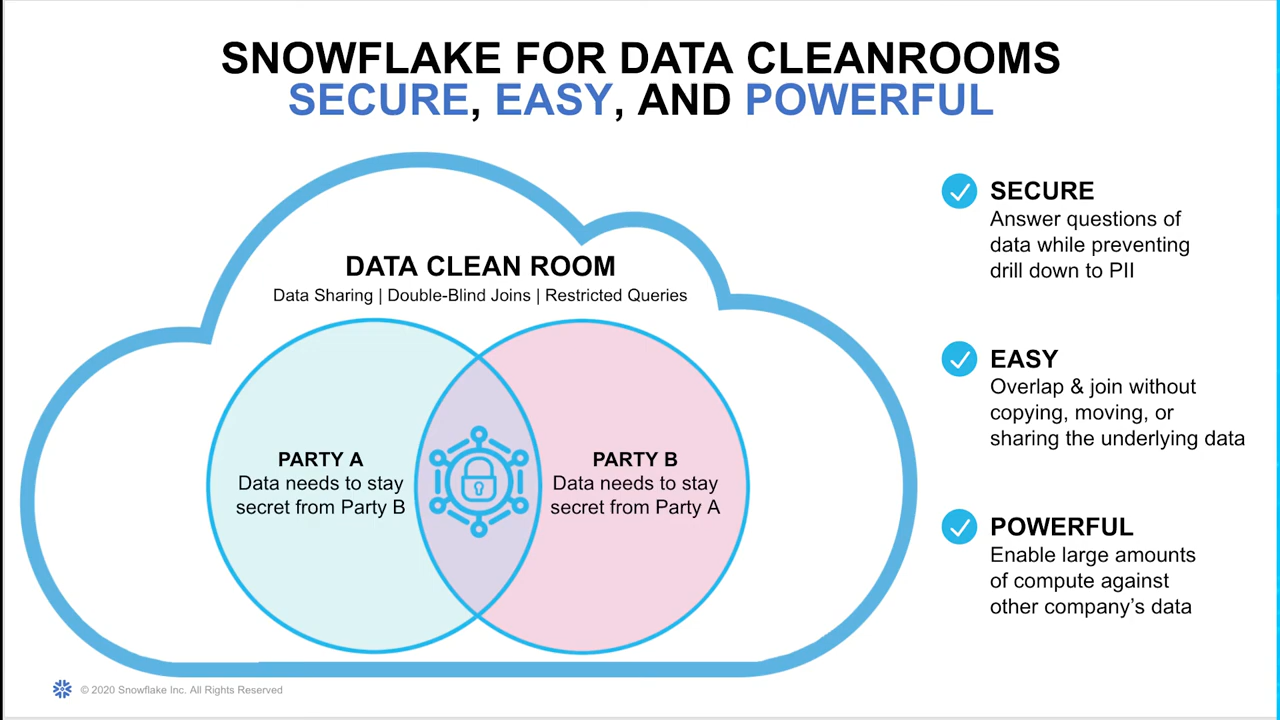 SNOWFLAKE FOR DATA CLEANROOMS
SECURE, EASY, AND POWERFUL
DATA CLEAN ROOM
Data Sharing | Double-Blind Joins | Restricted Queries
PARTY A
Data needs to stay
secret from Party B
PARTY B
Data needs to stay
secret from Party A
SECURE
Answer questions of
data while preventing
drill down to PII
EASY
Overlap & join without
copying, moving, or
sharing the underlying data
POWERFUL
Enable large amounts
of compute against
other company’s data
© 2020 Snowflake Inc. All Rights Reserved